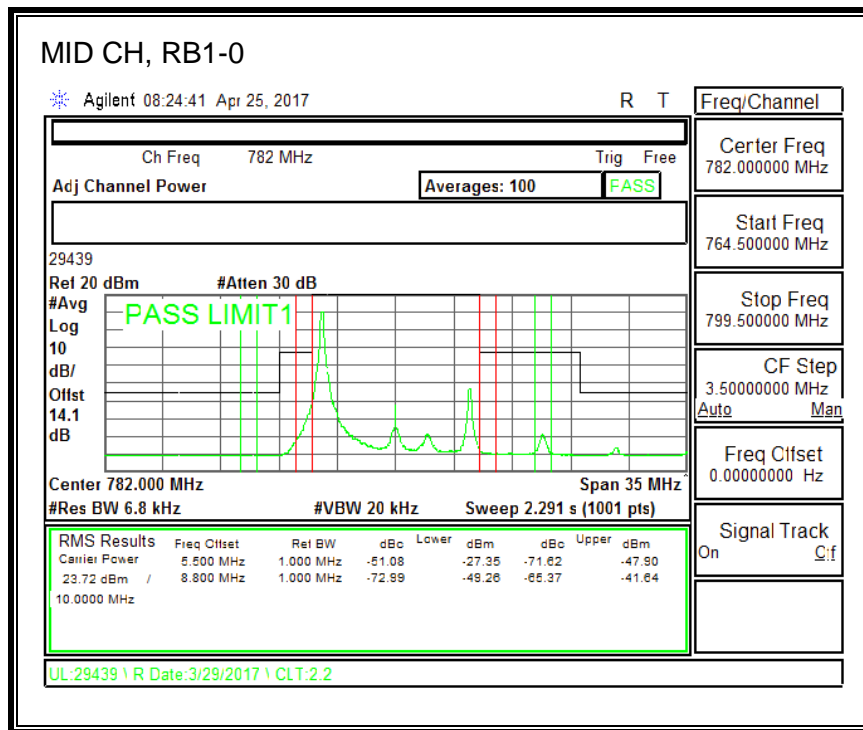 MID CH, RB1-0
Agilent 08:24:41 Apr 25, 2017 R T
Freq/Channel
Ch Freq 782 MHz Trig Free
Adj Channel Power Averages: 100 PASS
Center Freq
782.000000 MHz
Start Freq
764.500000 MHz
Stop Freq
799.500000 MHz
CF Step
3.50000000 MHz
Auto Man
Freq Offset
0.00000000 Hz
Signal Track
On Off
29439
Ref 20 dBm #Atten 30 dB
#Avg
Log
10
dB/
Offst
14.1
dB
PASS LIMIT1
Center 782.000 MHz Span 35 MHz
#Res BW 6.8 kHz #VBW 20 kHz Sweep 2.291 s (1001 pts)
RMS Results Freq Offset Ref BW dBc Lower dBm dBc Upper dBm
Carrier Power 5.500 MHz 1.000 MHz -51.08 -27.35 -71.62 -47.90
23.72 dBm / 8.800 MHz 1.000 MHz -72.99 -49.26 -65.37 -41.64
10.0000 MHz
UL:29439 \ R Date:3/29/2017 \ CLT:2.2